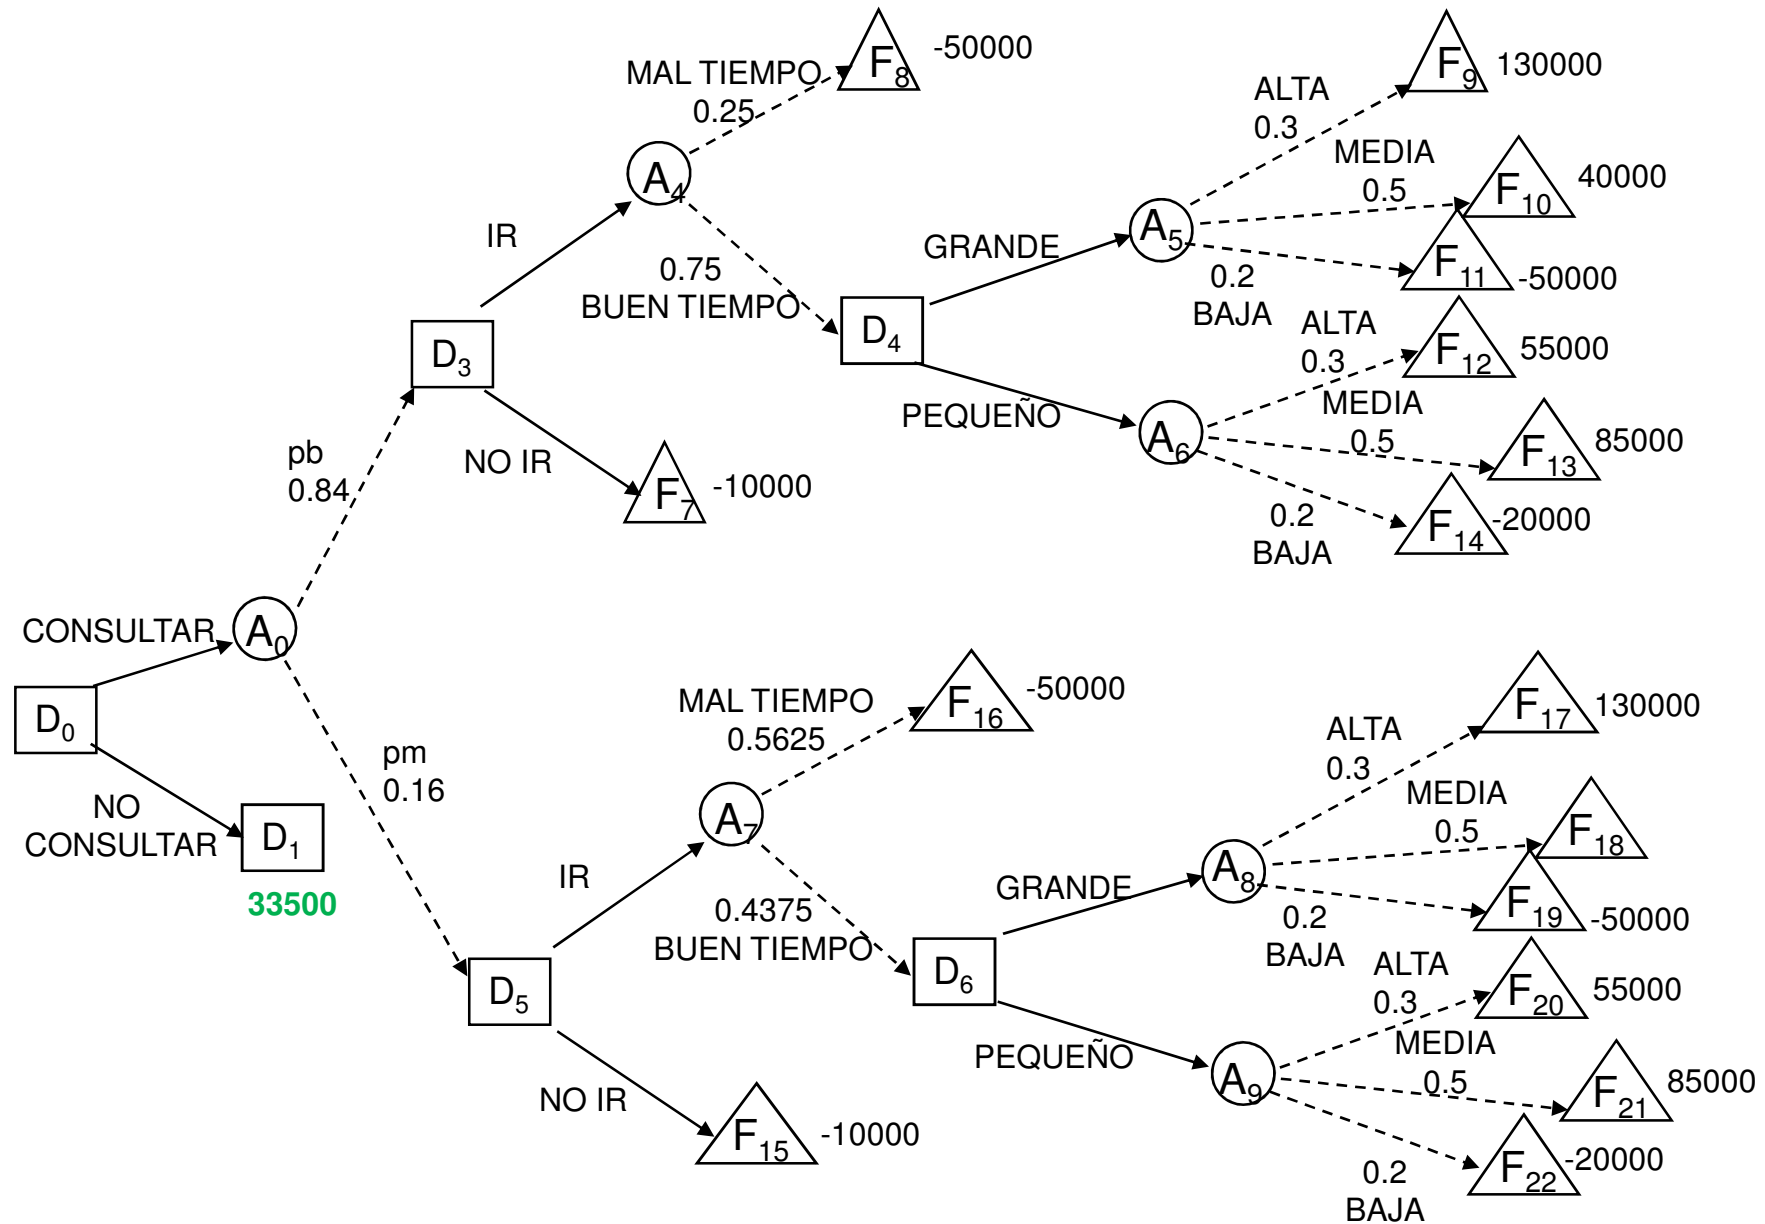 F8 -50000
MAL TIEMPO
0.25
A4
IR
0.75
BUEN TIEMPO
D3
NO IR
F7 -10000
pb
0.84
D4
GRANDE
PEQUEÑO
A5
ALTA
0.3
F9 130000
MEDIA
0.5
F10 40000
0.2
BAJA
F11 -50000
A6
ALTA
0.3
F12 55000
MEDIA
0.5
F13 85000
0.2
BAJA
F14 -20000
CONSULTAR
A0
D0
NO
CONSULTAR
D1
33500
pm
0.16
D5
IR
NO IR
F15 -10000
A7
MAL TIEMPO
0.5625
F16 -50000
0.4375
BUEN TIEMPO
D6
GRANDE
PEQUEÑO
A8
ALTA
0.3
F17 130000
MEDIA
0.5
F18
0.2
BAJA
F19 -50000
A9
ALTA
0.3
F20 55000
MEDIA
0.5
F21 85000
0.2
BAJA
F22 -20000